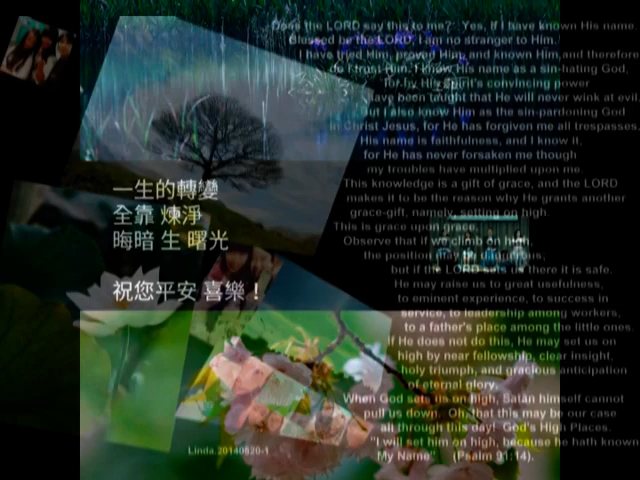 Does the LORD say this to me? Yes, if I have known His name.
Blessed be the LORD, I am no stranger to Him.
I have tried Him, proved Him, and known Him, and therefore
do I trust Him. I know His name as a sin-hating God,
for by His Spirit's convincing power
have been taught that He will never wink at evil
But I also know Him as the sin-pardoning God
in Christ Jesus, for He has forgiven me all trespasses.
His name is faithfulness, and I know it,
for He has never forsaken me though
my troubles have multiplied upon me.
This knowledge is a gift of grace, and the LORD
makes it to be the reason why He grants another
grace-gift, namely, setting on high.
This is grace upon grace.
Observe that if we climb on high,
the position may be
but if the LORD sets us there it is safe.
He may raise us to great usefulness,
to eminent experience, to success in
service, to leadership among workers,
to a father's place among the little ones.
If He does not do this, He may set us on
high by near fellowship, clear insight,
holy triumph, and gracious anticipation
of eternal glory.
When God sets us on high, Satan himself cannot
pull us down. Oh, that this may be our case
all through this day! God's High Places.
"I will set him on high, because he hath known
My Name" (Psalm 91:14).
一生的轉變
全靠 煉淨
晦暗 生 曙光
祝您平安 喜樂！
Linda.20140820-1